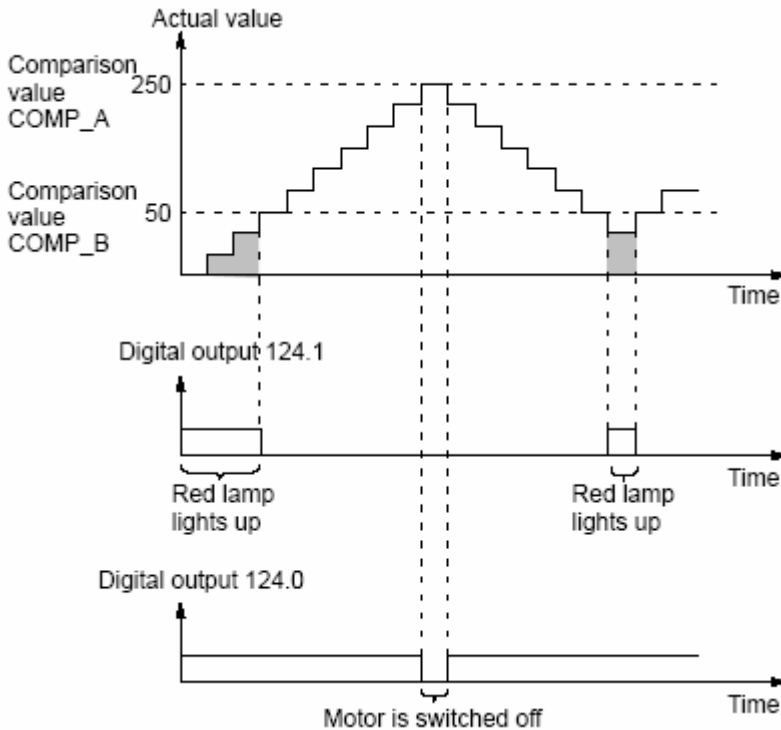 Actual value
Comparison
value
COMP_A
250
Comparison
value
COMP_B
50
Time
Digital output 124.1
Time
Red lamp
lights up
Red lamp
lights up
Digital output 124.0
Time
Motor is switched off